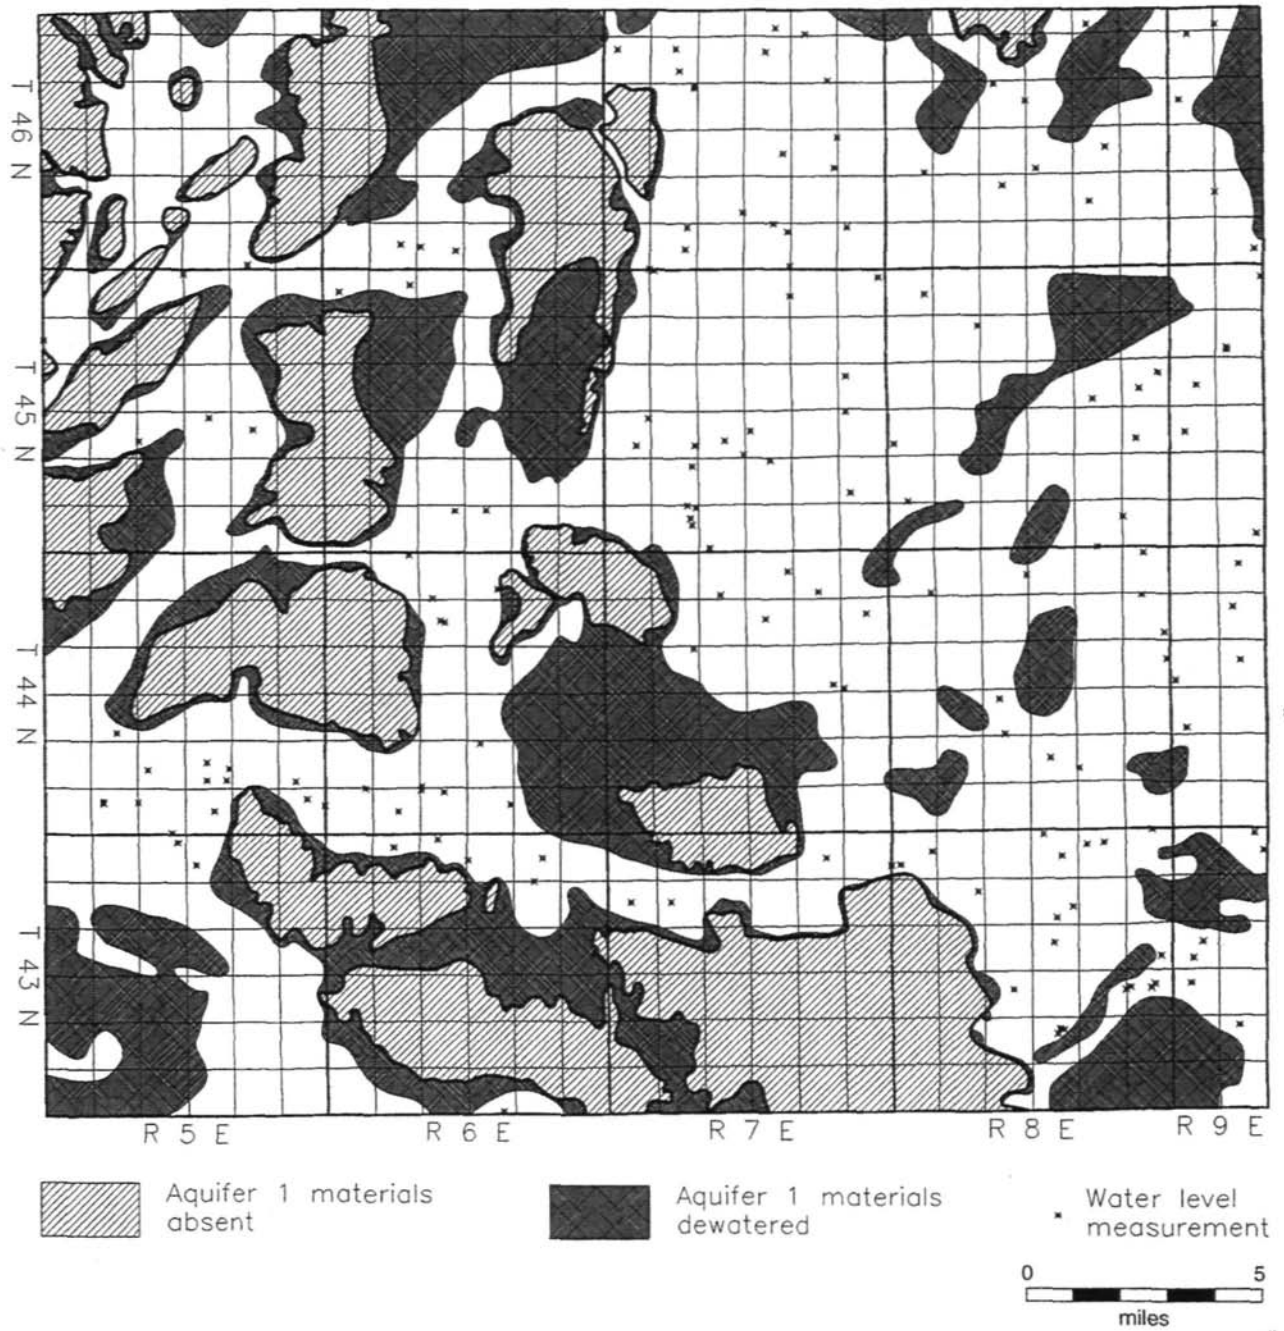 T 46 N
T 45 N
T 44 N
T 43 N
R 5 E
R 6 E
R 7 E
R 8 E
R 9 E
Aquifer 1 materials
absent
Aquifer 1 materials
dewatered
Water level
measurement
0
5
miles